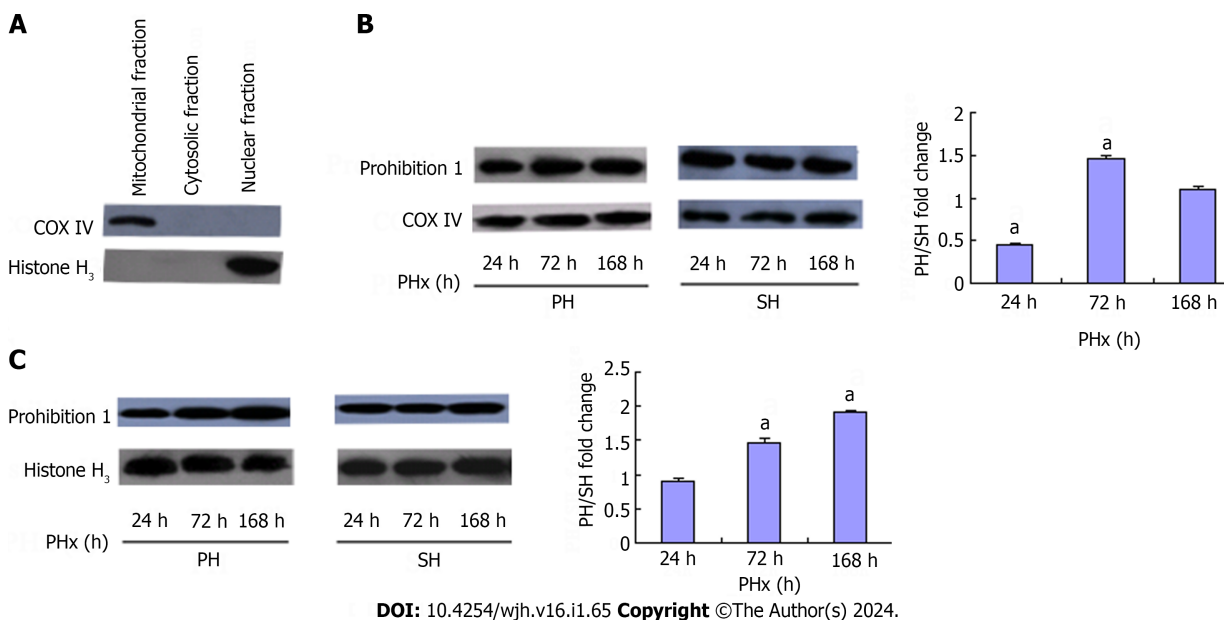 A
Mitochondrial fraction
Cytosolic fraction
Nuclear fraction
COX IV
Histone H3
B
Prohibition 1
COX IV
24 h 72 h 168 h 24 h 72 h 168 h
PHx (h)
PH SH
PH/SH fold change
2
1.5
1
0.5
0
a
a
24 h 72 h 168 h
PHx (h)
C
Prohibition 1
Histone H3
24 h 72 h 168 h 24 h 72 h 168 h
PHx (h)
PH SH
PH/SH fold change
2.5
2
1.5
1
0.5
0
a
a
24 h 72 h 168 h
PHx (h)
DOI: 10.4254/wjh.v16.i1.65 Copyright ©The Author(s) 2024.